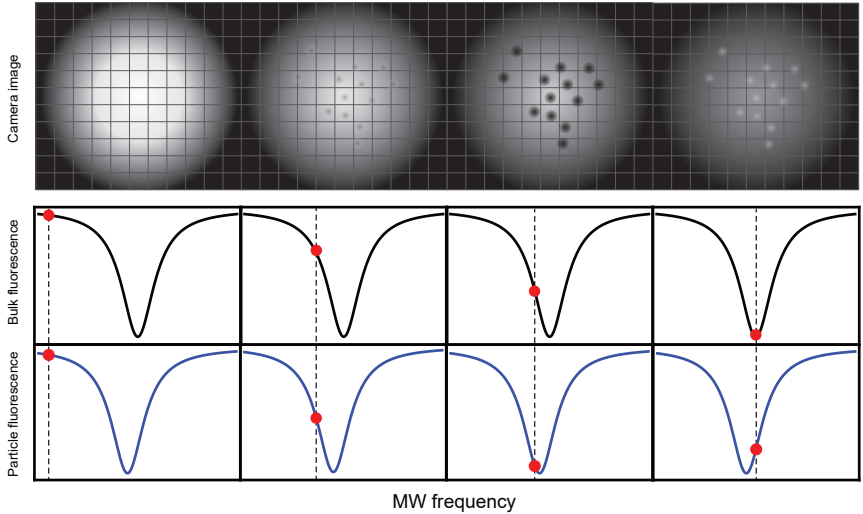 Camera image
Bulk fluorescence
Particle fluorescence
MW frequency